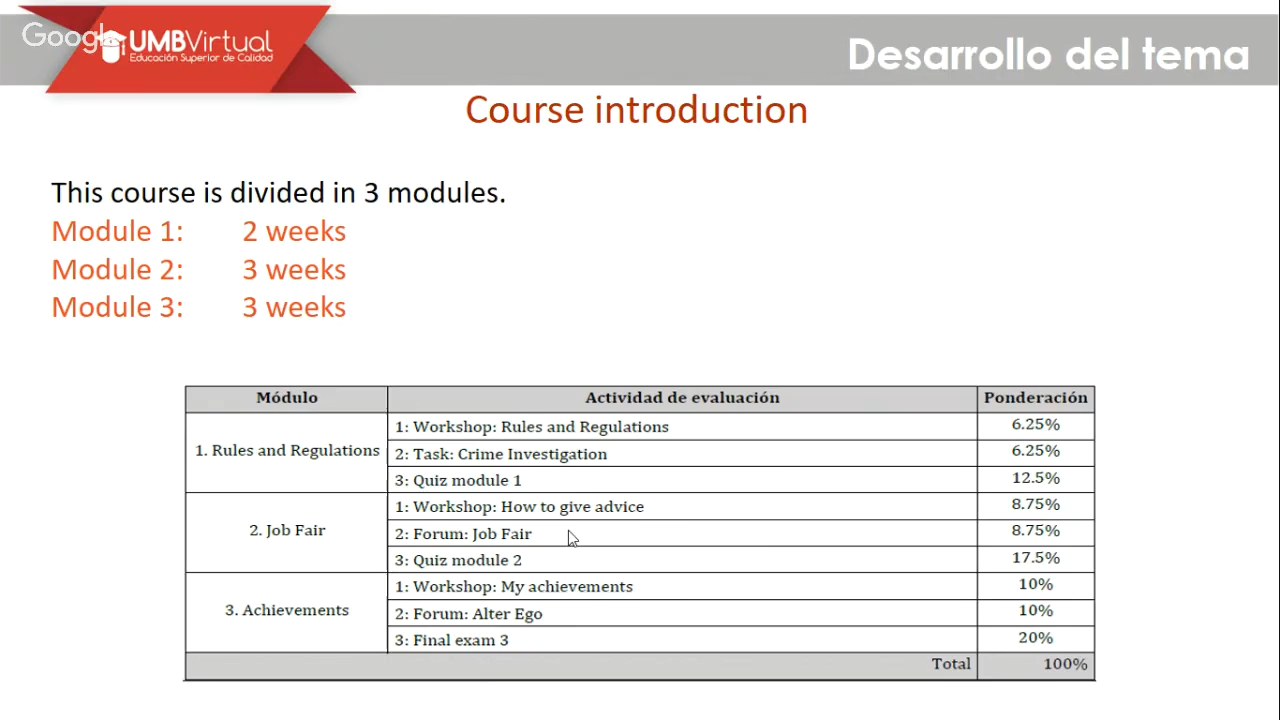 Google
UMBVirtual
Educación Superior de Calidad
Desarrollo del tema
Course introduction
This course is divided in 3 modules.
Module 1: 2 weeks
Module 2: 3 weeks
Module 3: 3 weeks
Módulo Actividad de evaluación Ponderación
1. Rules and Regulations
1: Workshop: Rules and Regulations 6.25%
2: Task: Crime Investigation 6.25%
3: Quiz module 1 12.5%
2. Job Fair
1: Workshop: How to give advice 8.75%
2: Forum: Job Fair 8.75%
3: Quiz module 2 17.5%
3. Achievements
1: Workshop: My achievements 10%
2: Forum: Alter Ego 10%
3: Final exam 3 20%
Total 100%